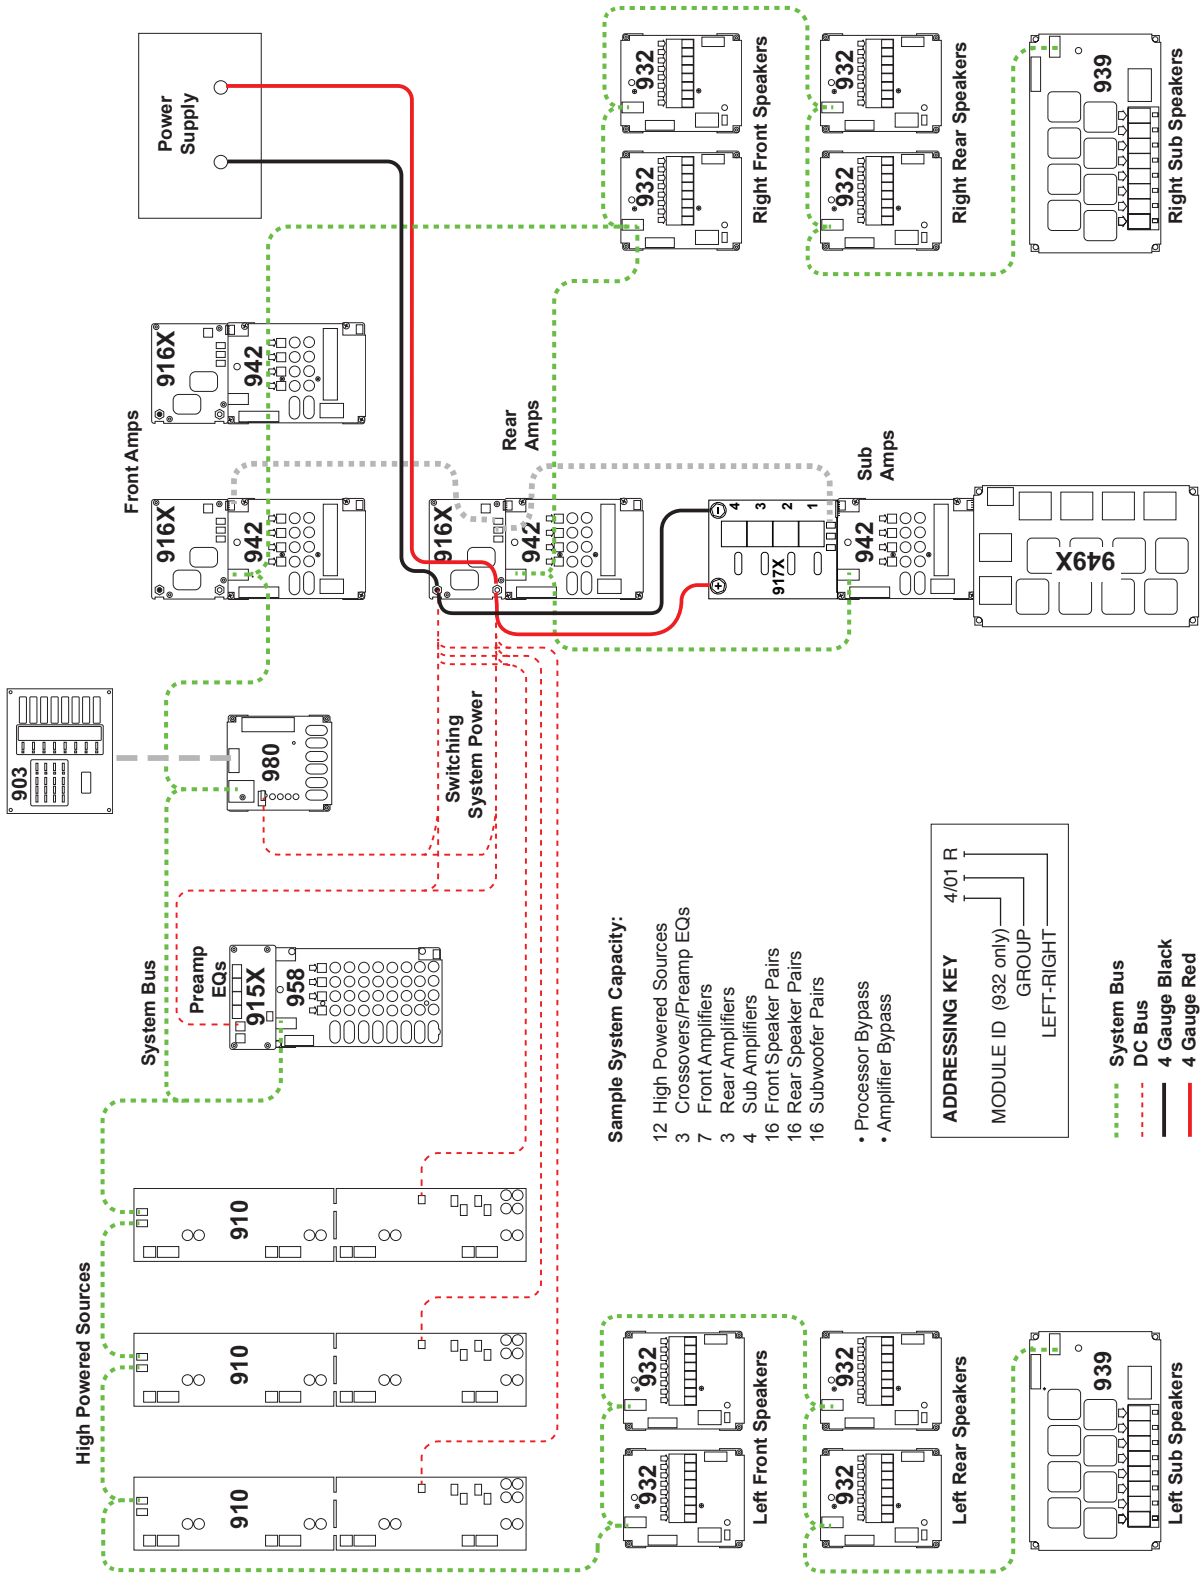 High Powered Sources
910
910
910
System Bus
Preamp
EQs
915X
958
903
980
Switching
System Power
Front Amps
916X
942
916X
942
Power
Supply
Rear
Amps
916X
942
Sub
Amps
4
3
2
1
917X
942
949X
932
932
Left Front Speakers
932
932
Left Rear Speakers
939
Left Sub Speakers
932
932
Right Front Speakers
932
932
Right Rear Speakers
939
Right Sub Speakers
Sample System Capacity:
12 High Powered Sources
3 Crossovers/Preamp EQs
7 Front Amplifiers
3 Rear Amplifiers
4 Sub Amplifiers
16 Front Speaker Pairs
16 Rear Speaker Pairs
16 Subwoofer Pairs
• Processor Bypass
• Amplifier Bypass
ADDRESSING KEY 4/01 R
MODULE ID (932 only)
GROUP
LEFT-RIGHT
System Bus
DC Bus
4 Gauge Black
4 Gauge Red